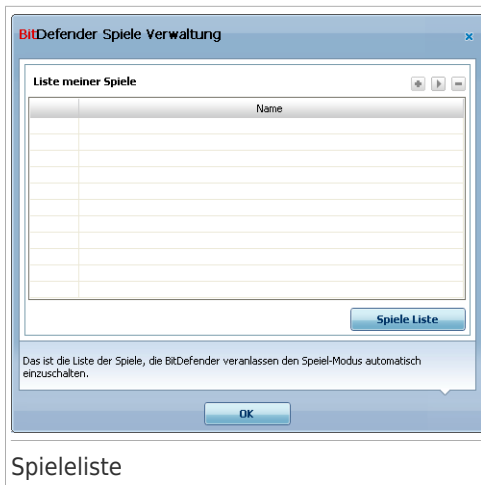 BitDefender Spiele Verwaltung
Liste meiner Spiele
Name
Spiele Liste
Das ist die Liste der Spiele, die BitDefender veranlassen den Speiel-Modus automatisch
einzuschalten.
OK
Spieleliste